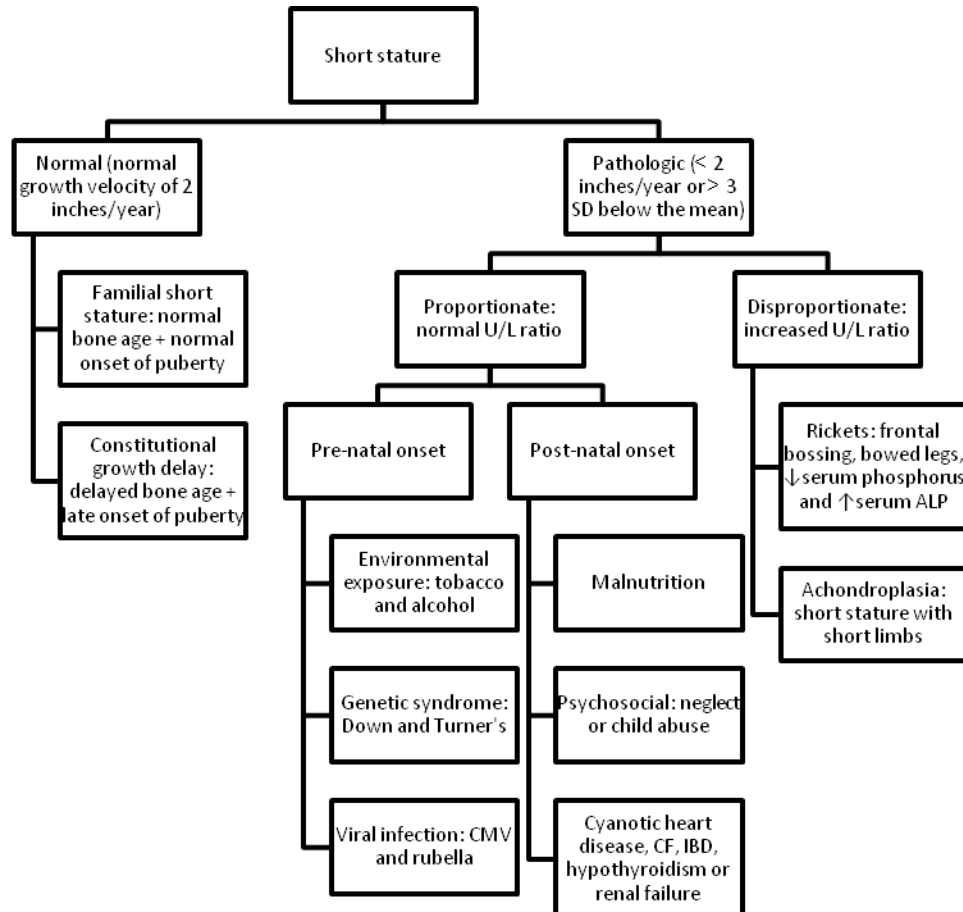 Short stature
Normal (normal
growth velocity of 2
inches/year)
Familial short
stature: normal
bone age + normal
onset of puberty
Constitutional
growth delay:
delayed bone age +
late onset of puberty
Pathologic (< 2
inches/year or > 3
SD below the mean)
Proportionate:
normal U/L ratio
Pre-natal onset
Environmental
exposure: tobacco
and alcohol
Genetic syndrome:
Down and Turner's
Viral infection: CMV
and rubella
Post-natal onset
Malnutrition
Psychosocial: neglect
or child abuse
Cyanotic heart
disease, CF, IBD,
hypothyroidism or
renal failure
Disproportionate:
increased U/L ratio
Rickets: frontal
bossing, bowed legs,
↓serum phosphorus
and ↑serum ALP
Achondroplasia:
short stature with
short limbs